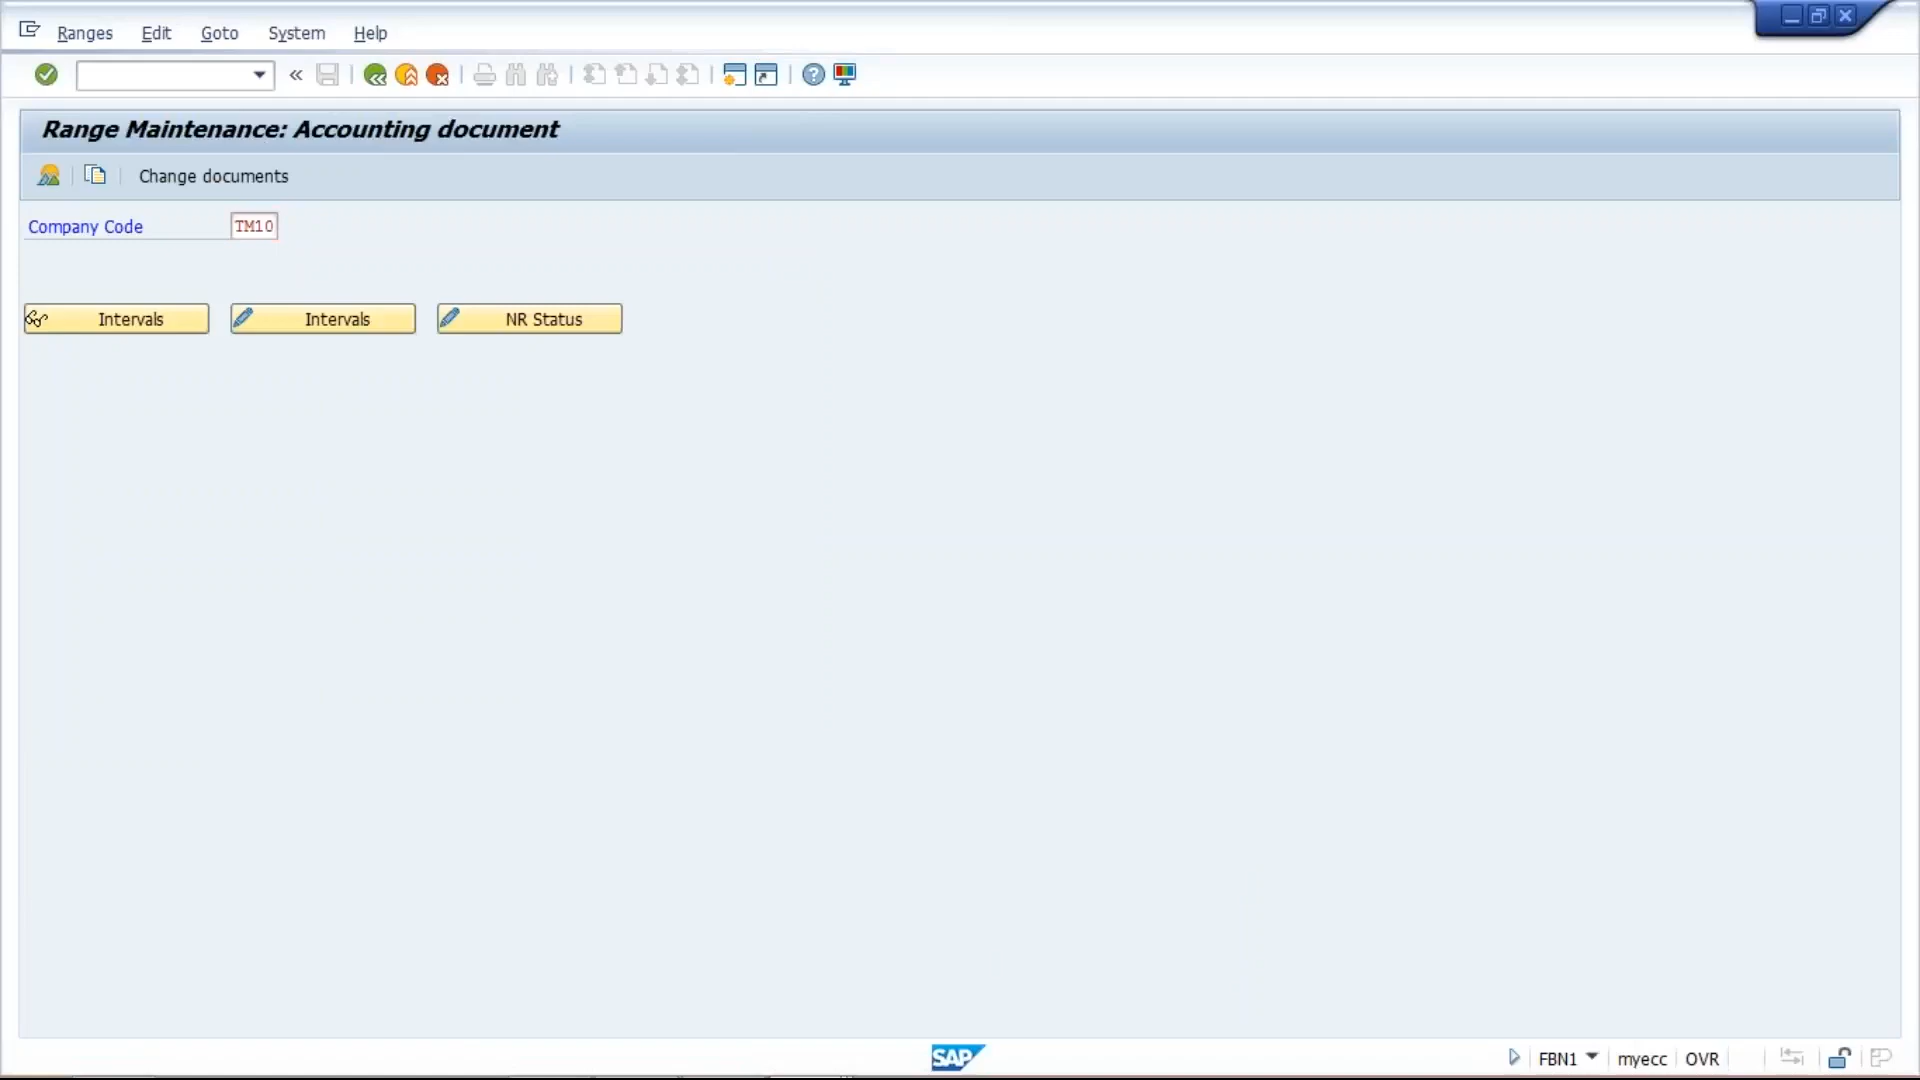 Ranges Edit Goto System Help
Range Maintenance: Accounting document
Change documents
Company Code TM10
Intervals Intervals NR Status
SAP FBN1 myecc OVR